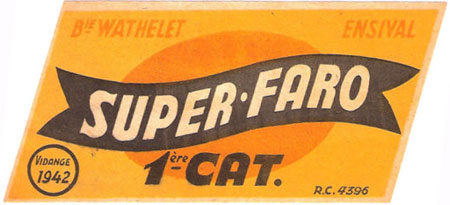 BIE WATHELET ENSIVAL
SUPER·FARO
1ère CAT.
VIDANGE
1942
R.C. 4396